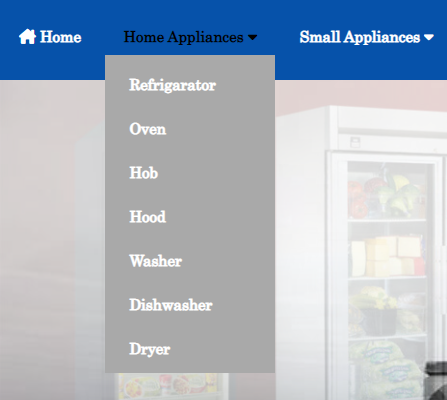 Home Home Appliances Small Appliances
Refrigarator
Oven
Hob
Hood
Washer
Dishwasher
Dryer